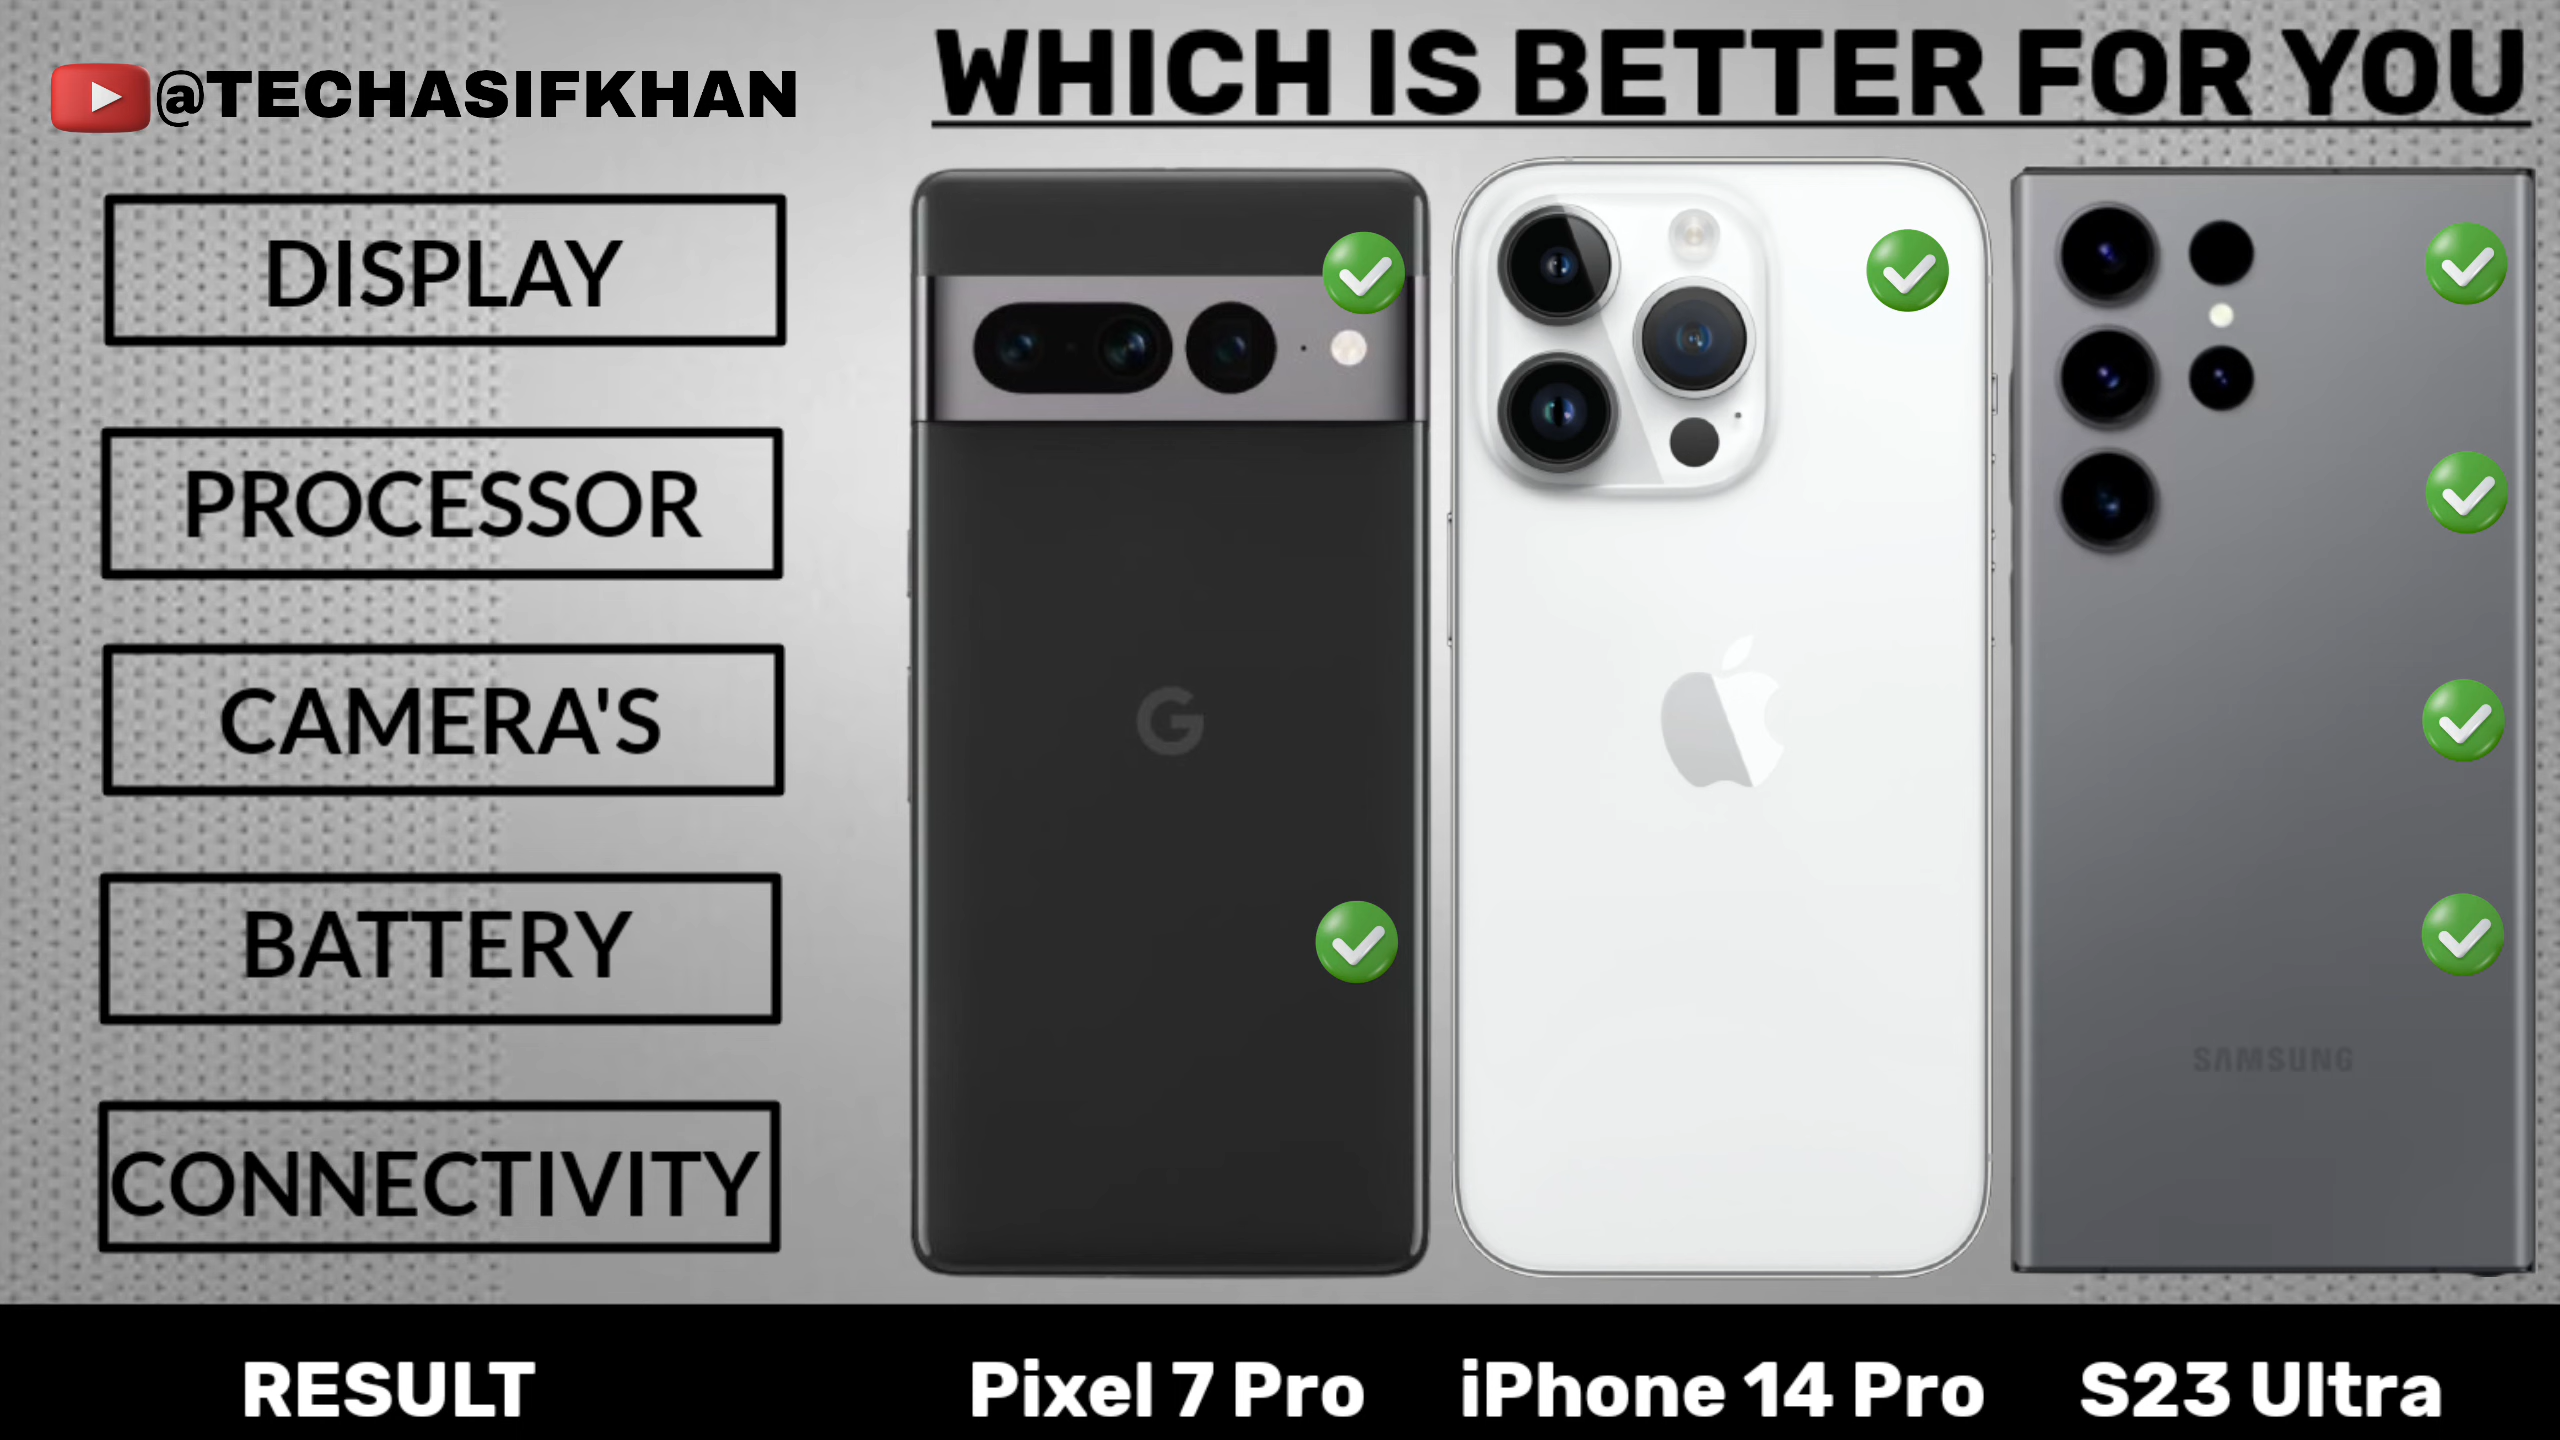 @TECHASIFKHAN
WHICH IS BETTER FOR YOU
DISPLAY
PROCESSOR
CAMERA'S
BATTERY
CONNECTIVITY
G
SAMSUNG
RESULT
Pixel 7 Pro
iPhone 14 Pro
S23 Ultra